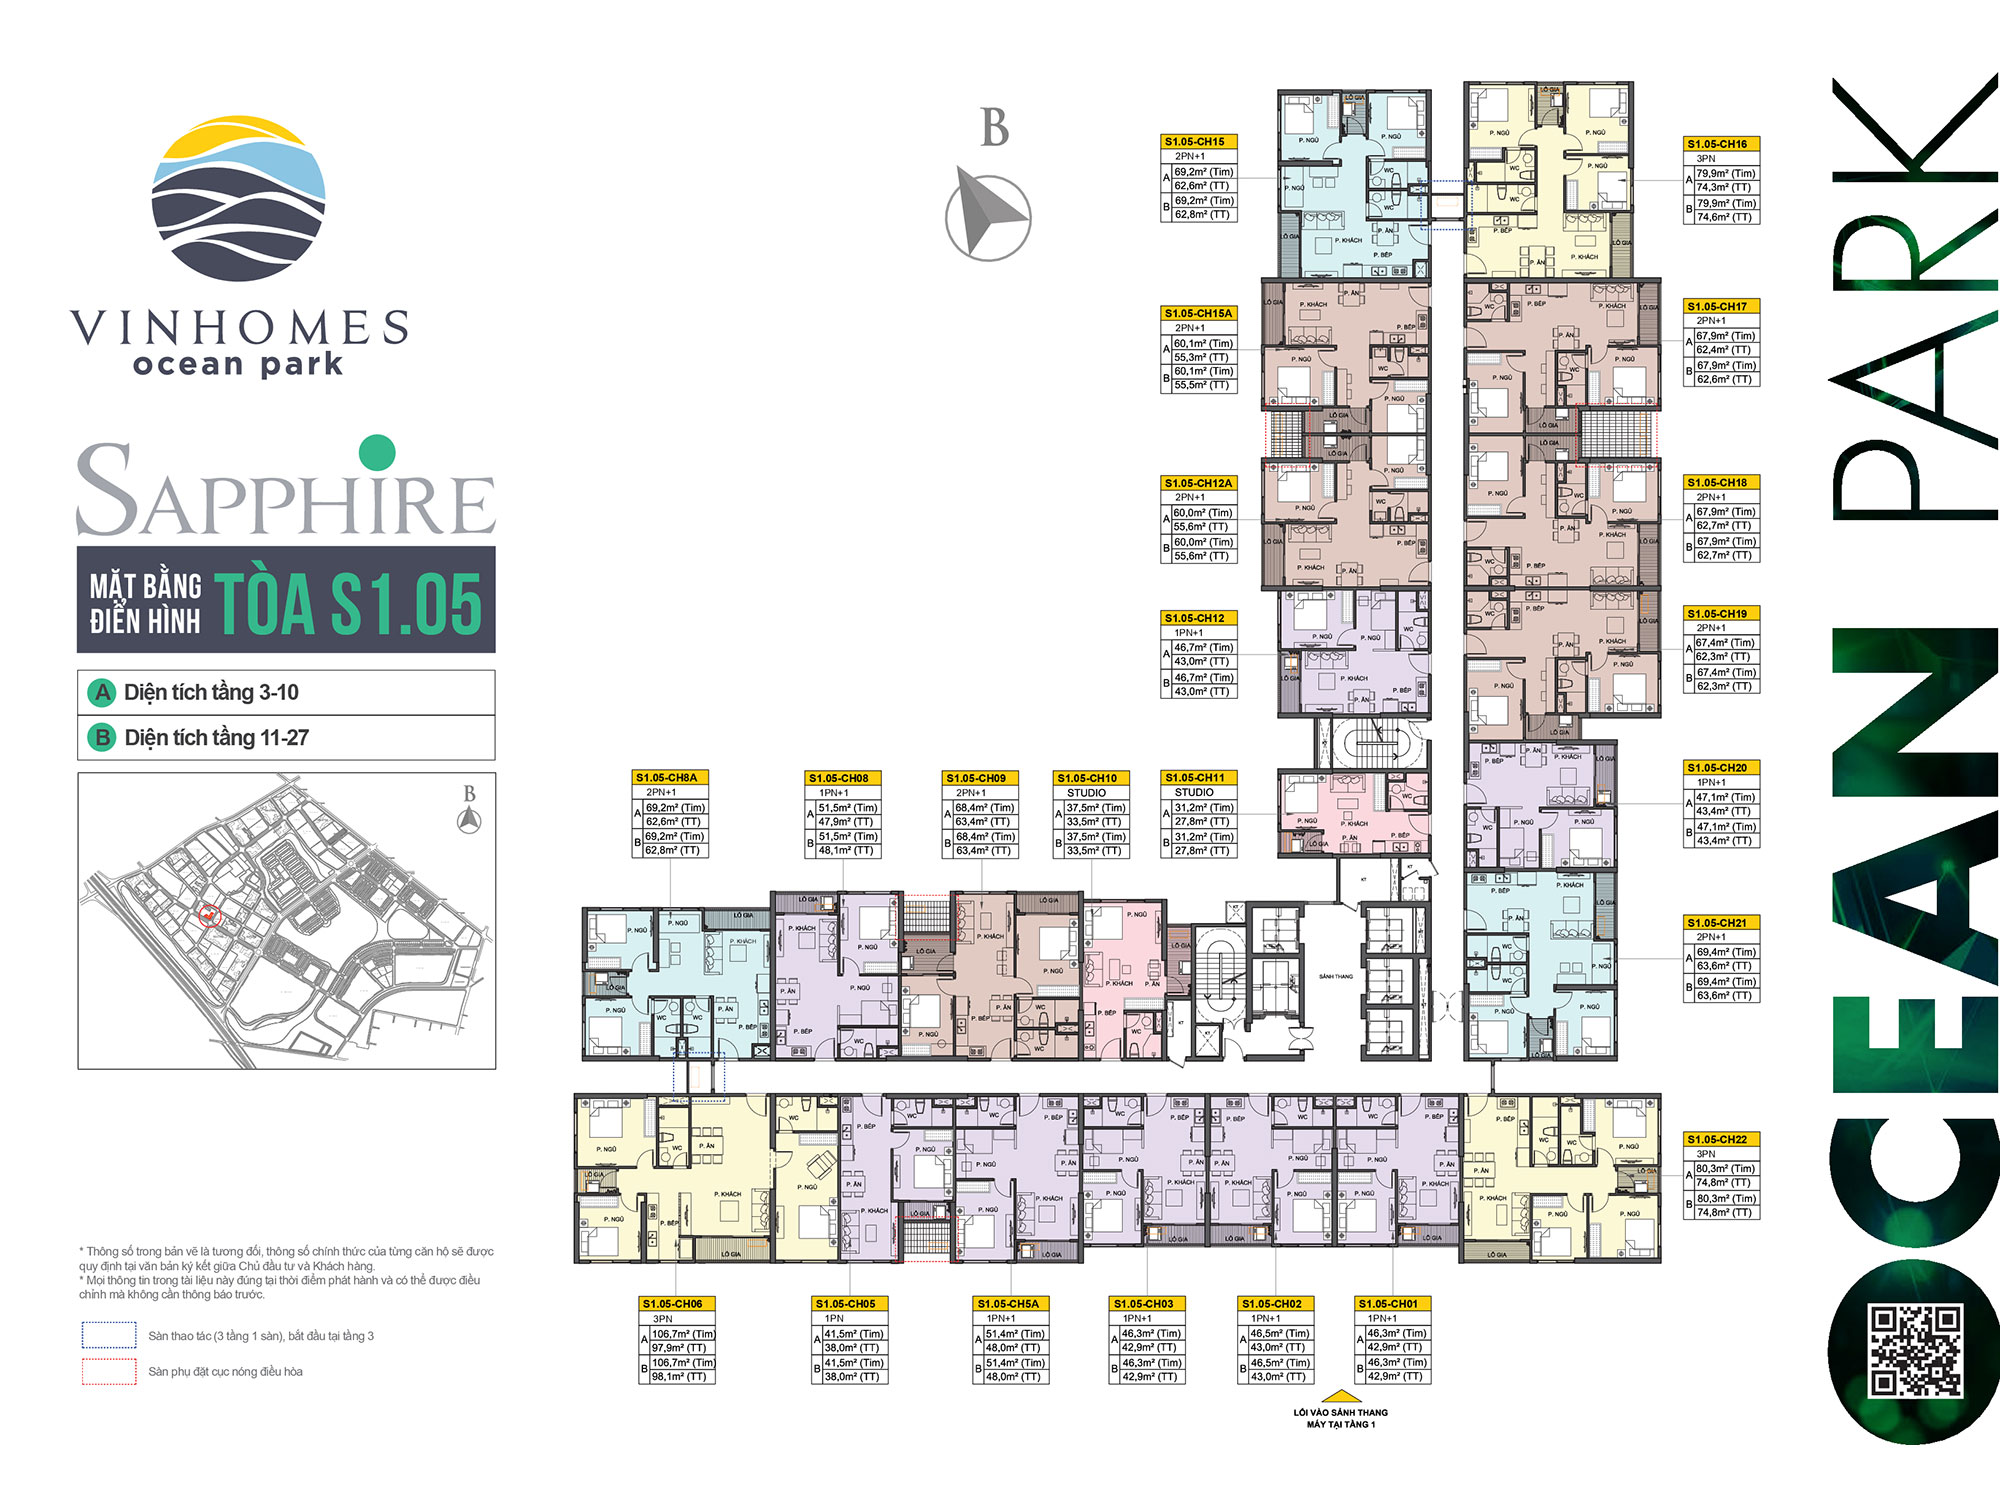 VINHOMES
ocean park
SAPPHIRE
MẶT BẰNG
ĐIỂN HÌNH
TÒA S1.05
A Diện tích tầng 3-10
B Diện tích tầng 11-27
B
* Thông số trong bản vẽ là tương đối, thông số chính thức của từng căn hộ sẽ được
quy định tại văn bản ký kết giữa Chủ đầu tư và Khách hàng.
* Mọi thông tin trong tài liệu này đúng tại thời điểm phát hành và có thể được điều
chỉnh mà không cần thông báo trước.
Sàn thao tác (3 tầng 1 sàn), bắt đầu tại tầng 3
Sàn phụ đặt cục nóng điều hòa
B
S1.05-CH15
2PN+1
A 69,2m² (Tim)
62,6m² (TT)
B 69,2m² (Tim)
62,8m² (TT)
S1.05-CH15A
2PN+1
A 60,1m² (Tim)
55,3m² (TT)
B 60,1m² (Tim)
55,5m² (TT)
S1.05-CH12A
2PN+1
A 60,0m² (Tim)
55,6m² (TT)
B 60,0m² (Tim)
55,6m² (TT)
S1.05-CH12
1PN+1
A 46,7m² (Tim)
43,0m² (TT)
B 46,7m² (Tim)
43,0m² (TT)
S1.05-CH16
3PN
A 79,9m² (Tim)
74,3m² (TT)
B 79,9m² (Tim)
74,6m² (TT)
S1.05-CH17
2PN+1
A 67,9m² (Tim)
62,4m² (TT)
B 67,9m² (Tim)
62,6m² (TT)
S1.05-CH18
2PN+1
A 67,9m² (Tim)
62,7m² (TT)
B 67,9m² (Tim)
62,7m² (TT)
S1.05-CH19
2PN+1
A 67,4m² (Tim)
62,3m² (TT)
B 67,4m² (Tim)
62,3m² (TT)
S1.05-CH20
1PN+1
A 47,1m² (Tim)
43,4m² (TT)
B 47,1m² (Tim)
43,4m² (TT)
S1.05-CH21
2PN+1
A 69,4m² (Tim)
63,6m² (TT)
B 69,4m² (Tim)
63,6m² (TT)
S1.05-CH22
3PN
A 80,3m² (Tim)
74,8m² (TT)
B 80,3m² (Tim)
74,8m² (TT)
S1.05-CH8A
2PN+1
A 69,2m² (Tim)
62,6m² (TT)
B 69,2m² (Tim)
62,8m² (TT)
S1.05-CH08
1PN+1
A 51,5m² (Tim)
47,9m² (TT)
B 51,5m² (Tim)
48,1m² (TT)
S1.05-CH09
2PN+1
A 68,4m² (Tim)
63,4m² (TT)
B 68,4m² (Tim)
63,4m² (TT)
S1.05-CH10
STUDIO
A 37,5m² (Tim)
33,5m² (TT)
B 37,5m² (Tim)
33,5m² (TT)
S1.05-CH11
STUDIO
A 31,2m² (Tim)
27,8m² (TT)
B 31,2m² (Tim)
27,8m² (TT)
SẢNH THANG
S1.05-CH06
3PN
A 106,7m² (Tim)
97,9m² (TT)
B 106,7m² (Tim)
98,1m² (TT)
S1.05-CH05
1PN
A 41,5m² (Tim)
38,0m² (TT)
B 41,5m² (Tim)
38,0m² (TT)
S1.05-CH5A
1PN+1
A 51,4m² (Tim)
48,0m² (TT)
B 51,4m² (Tim)
48,0m² (TT)
S1.05-CH03
1PN+1
A 46,3m² (Tim)
42,9m² (TT)
B 46,3m² (Tim)
42,9m² (TT)
S1.05-CH02
1PN+1
A 46,5m² (Tim)
43,0m² (TT)
B 46,5m² (Tim)
43,0m² (TT)
S1.05-CH01
1PN+1
A 46,3m² (Tim)
42,9m² (TT)
B 46,3m² (Tim)
42,9m² (TT)
LỐI VÀO SẢNH THANG
MÁY TẠI TẦNG 1
OCEAN PARK